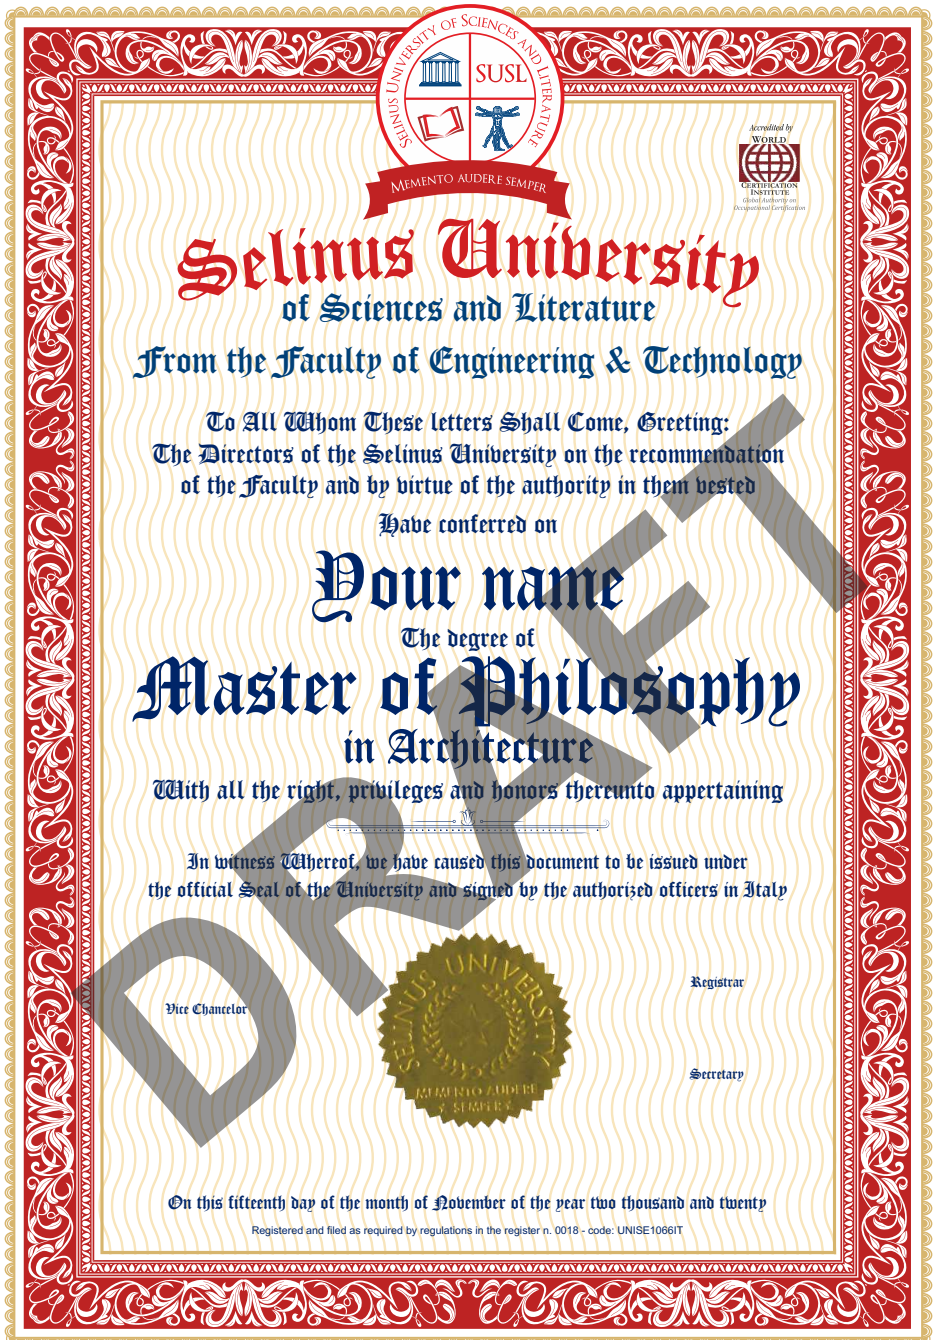 SELINUS UNIVERSITY OF SCIENCES AND LITERATURE
SUSL
MEMENTO AUDERE SEMPER
Accredited by
WORLD
CERTIFICATION
INSTITUTE
Global Authority on
Occupational Certification
Selinus University
of Sciences and Literature
From the Faculty of Engineering & Technology
To All Whom These letters Shall Come, Greeting:
The Directors of the Selinus University on the recommendation
of the Faculty and by virtue of the authority in them vested
Have conferred on
Your name
The degree of
Master of Philosophy
in Architecture
With all the right, privileges and honors thereunto appertaining
In witness Whereof, we have caused this document to be issued under
the official Seal of the University and signed by the authorized officers in Italy
DRAFT
SELINUS UNIVERSITY
MEMENTO AUDERE
SEMPER
Registrar
Vice Chancelor
Secretary
On this fifteenth day of the month of November of the year two thousand and twenty
Registered and filed as required by regulations in the register n. 0018 - code: UNISE1066IT